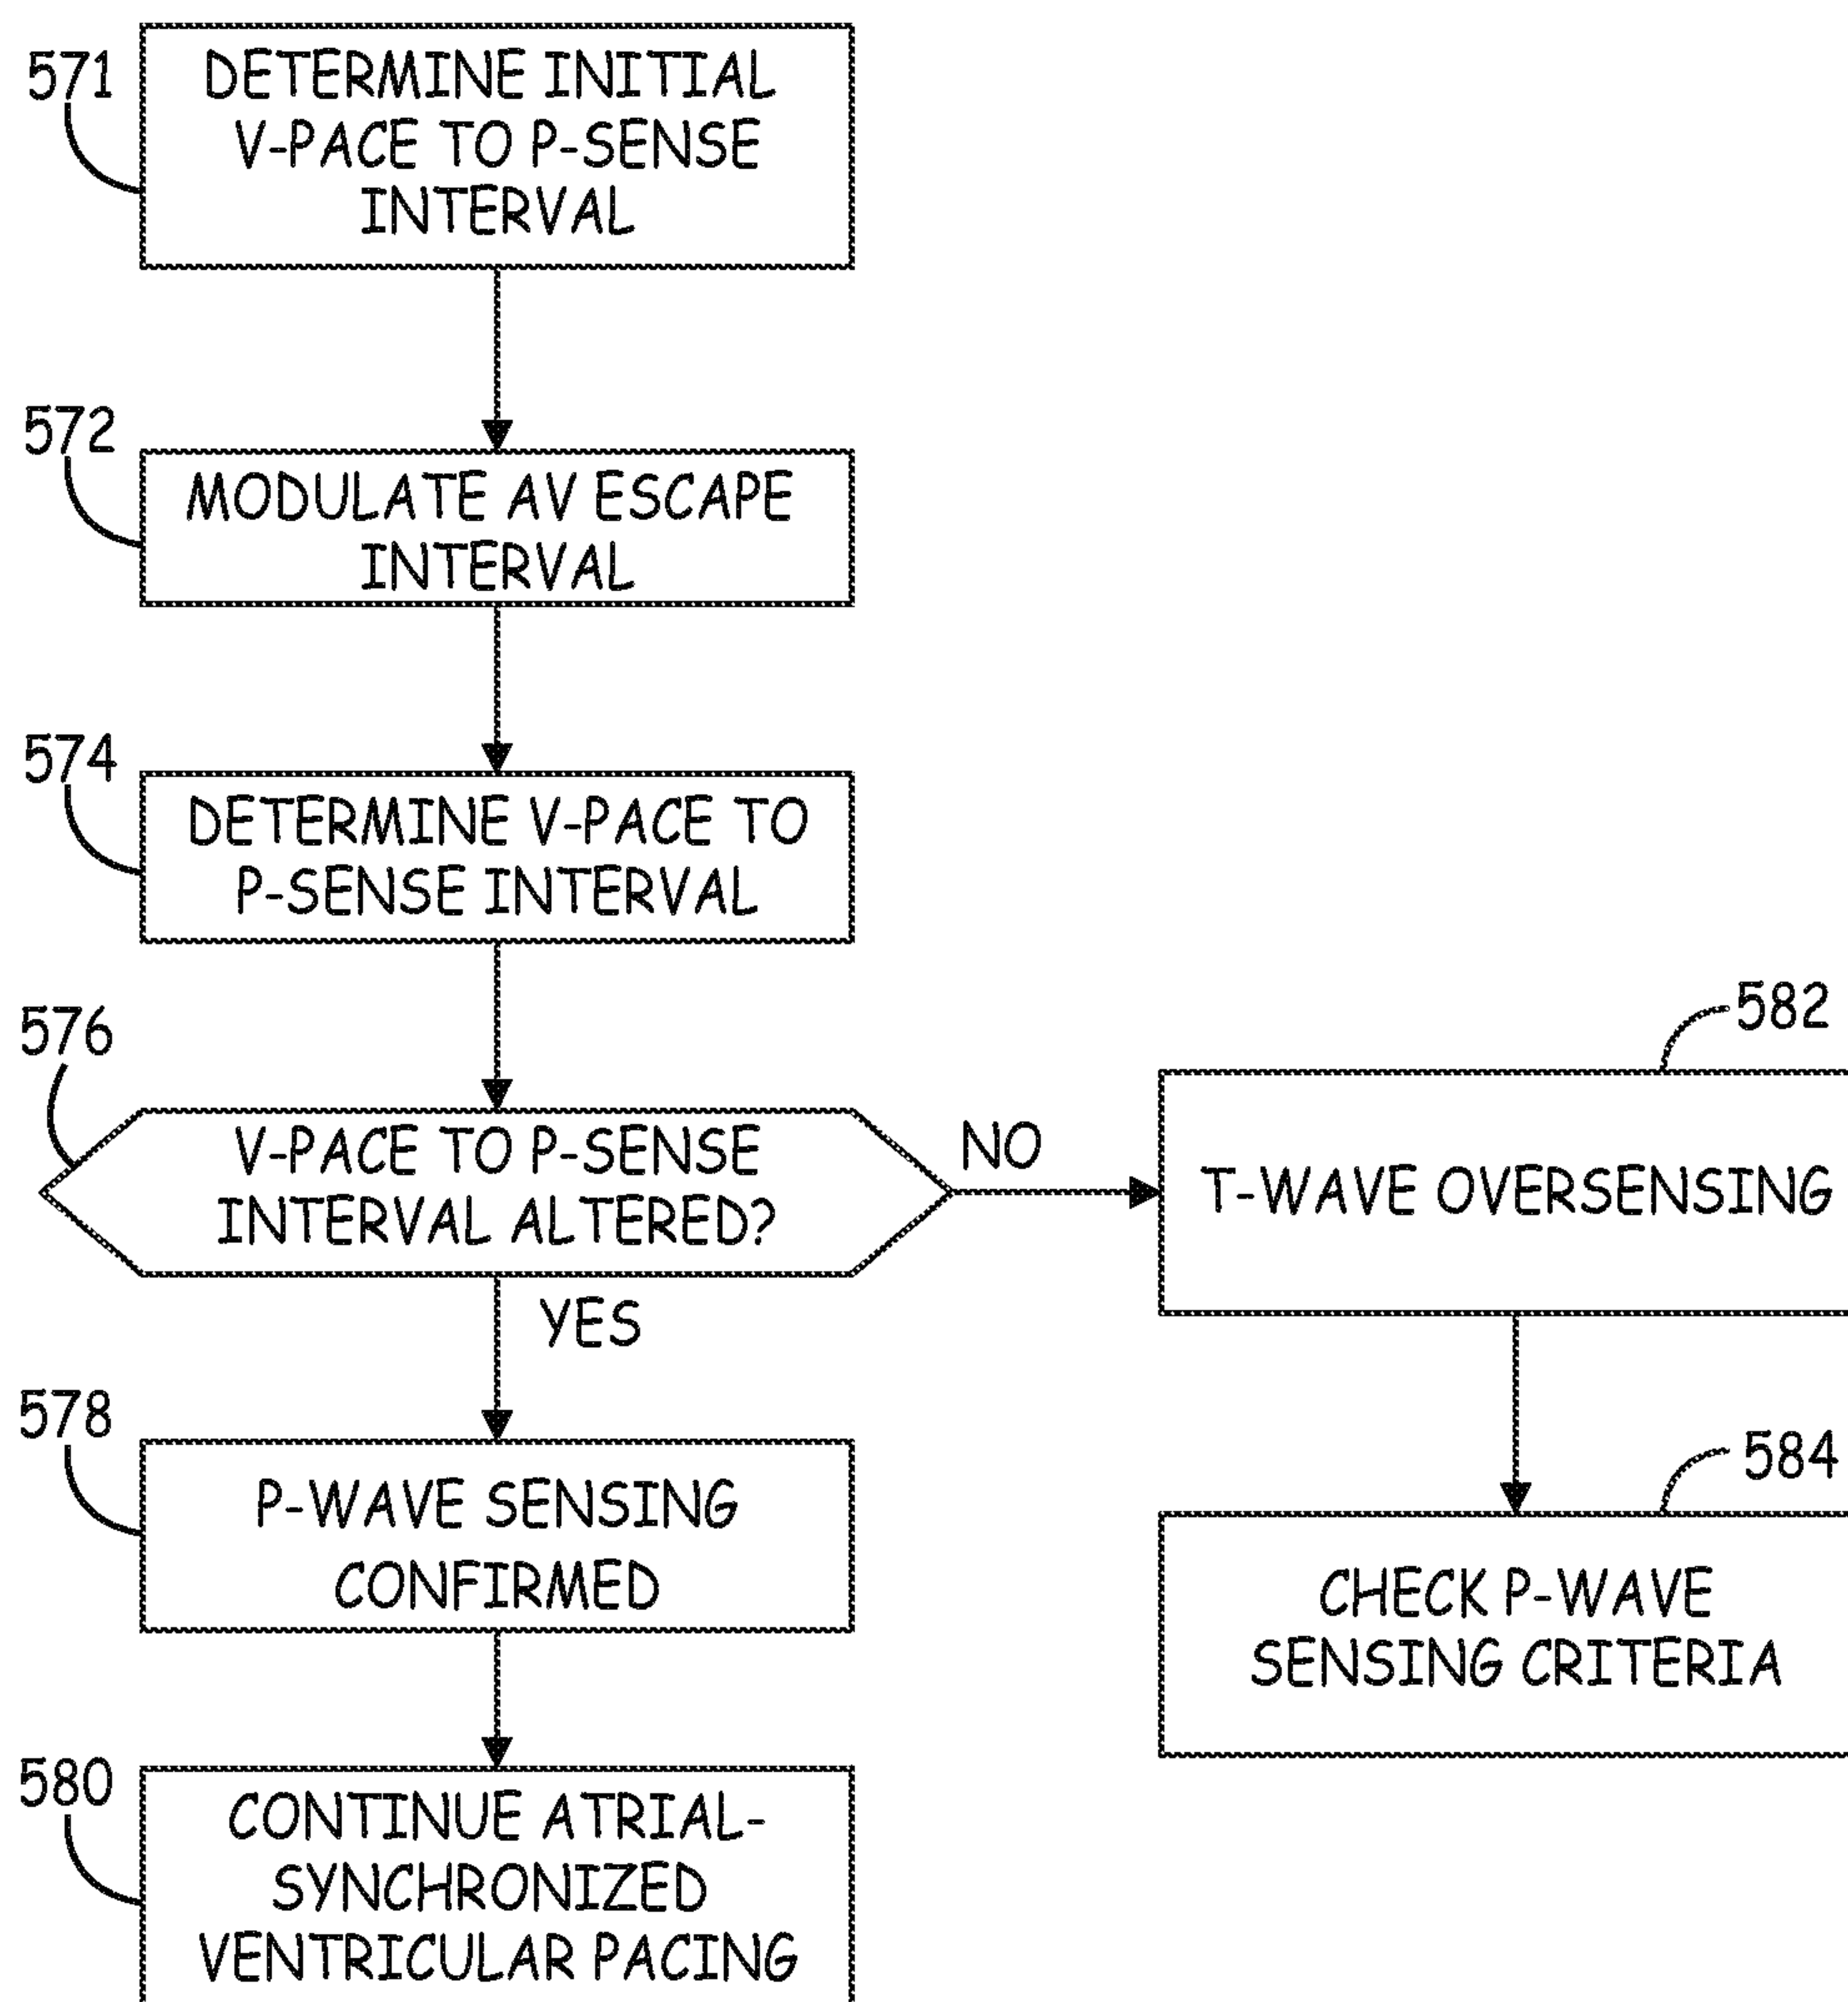 571
DETERMINE INITIAL
V-PACE TO P-SENSE
INTERVAL
572
MODULATE AV ESCAPE
INTERVAL
574
DETERMINE V-PACE TO
P-SENSE INTERVAL
576
V-PACE TO P-SENSE
INTERVAL ALTERED?
NO
YES
582
T-WAVE OVERSENSING
578
P-WAVE SENSING
CONFIRMED
584
CHECK P-WAVE
SENSING CRITERIA
580
CONTINUE ATRIAL-
SYNCHRONIZED
VENTRICULAR PACING